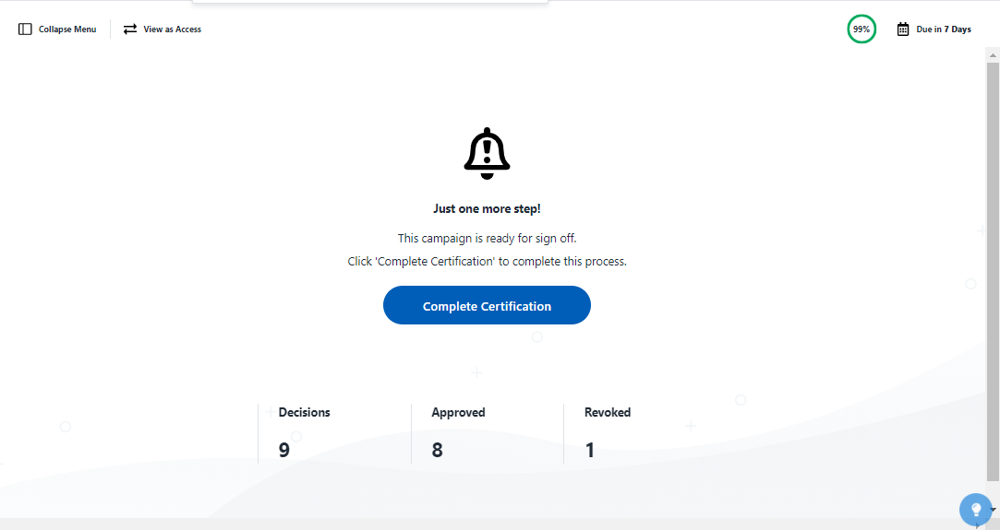 Collapse Menu
View as Access
99%
Due in 7 Days
Just one more step!
This campaign is ready for sign off.
Click 'Complete Certification' to complete this process.
Complete Certification
Decisions
Approved
Revoked
9
8
1